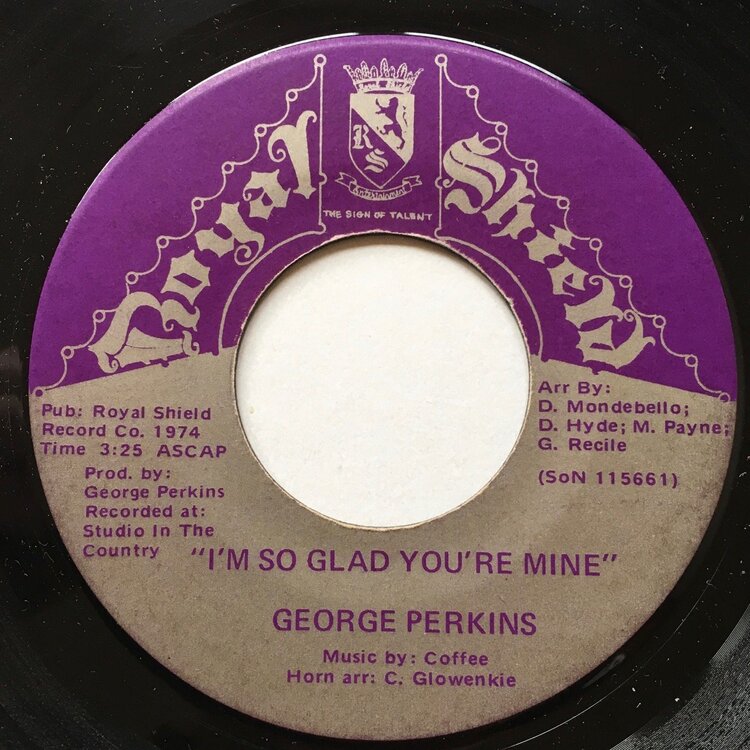 Royal Shield
RS
Entertainment
THE SIGN OF TALENT
Pub: Royal Shield
Record Co. 1974
Time 3:25 ASCAP
Prod. by:
George Perkins
Recorded at:
Studio In The
Country
Arr By:
D. Mondebello;
D. Hyde; M. Payne;
G. Recile
(SoN 115661)
"I'M SO GLAD YOU'RE MINE"
GEORGE PERKINS
Music by: Coffee
Horn arr: C. Glowenkie